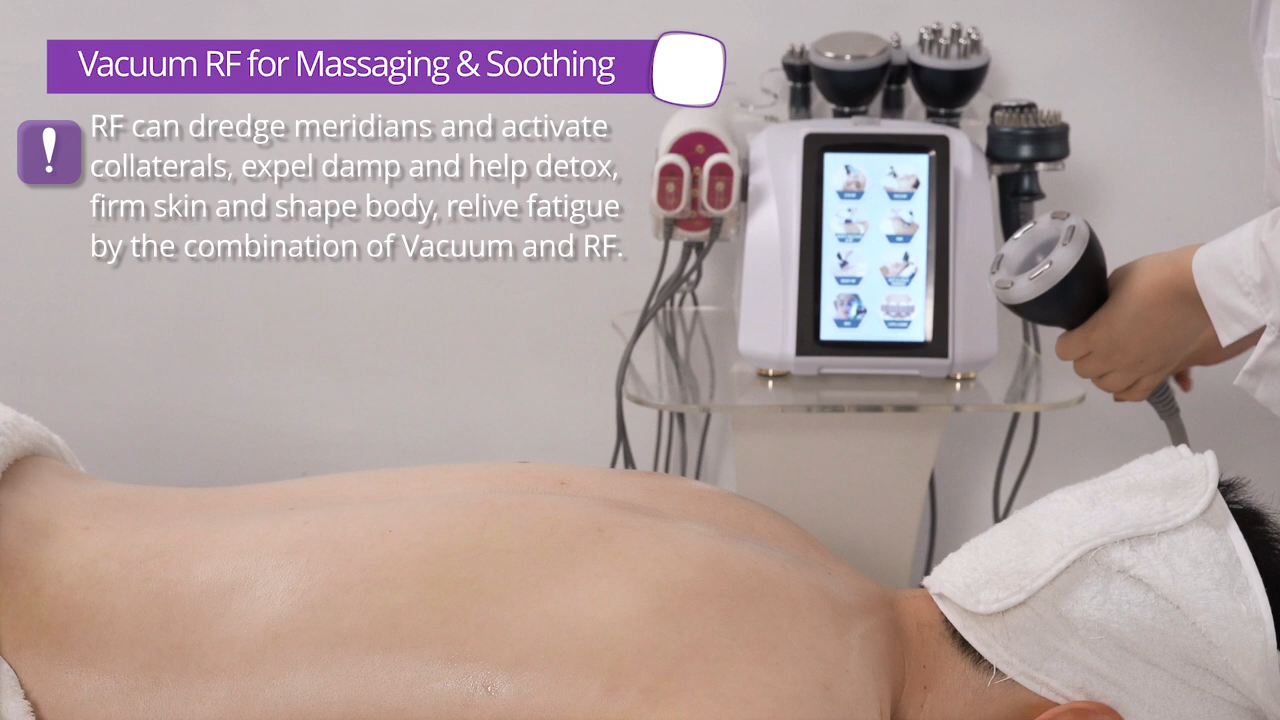 Vacuum RF for Massaging & Soothing
!
RF can dredge meridians and activate
collaterals, expel damp and help detox,
firm skin and shape body, relive fatigue
by the combination of Vacuum and RF.